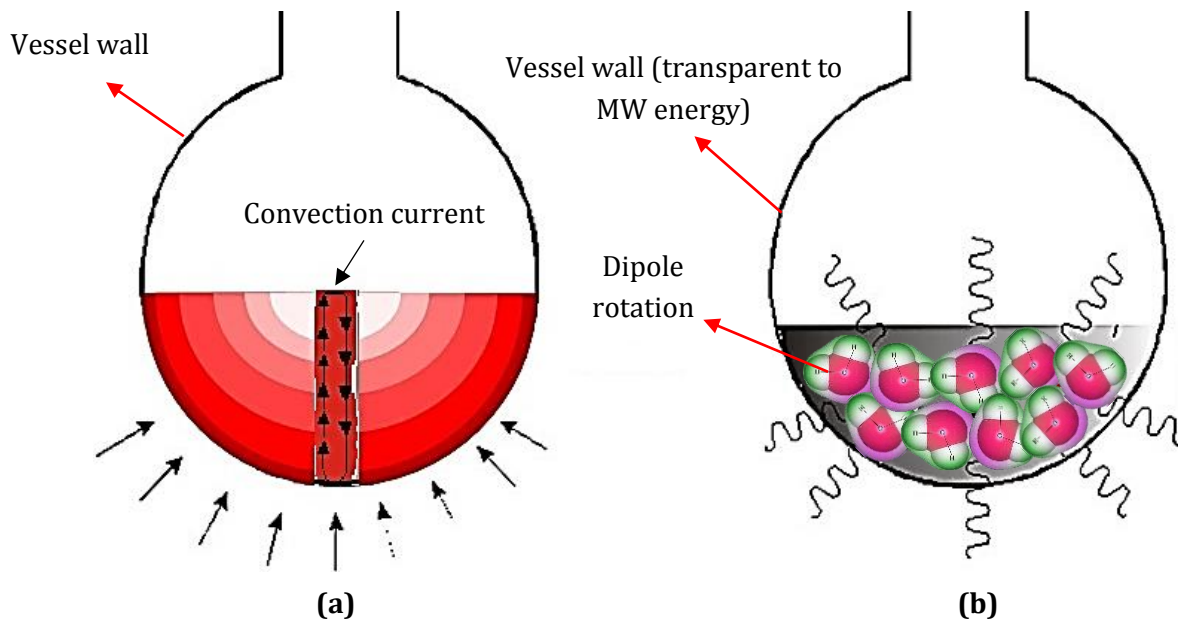 Vessel wall
Convection current
(a)
Vessel wall (transparent to
MW energy)
Dipole
rotation
(b)